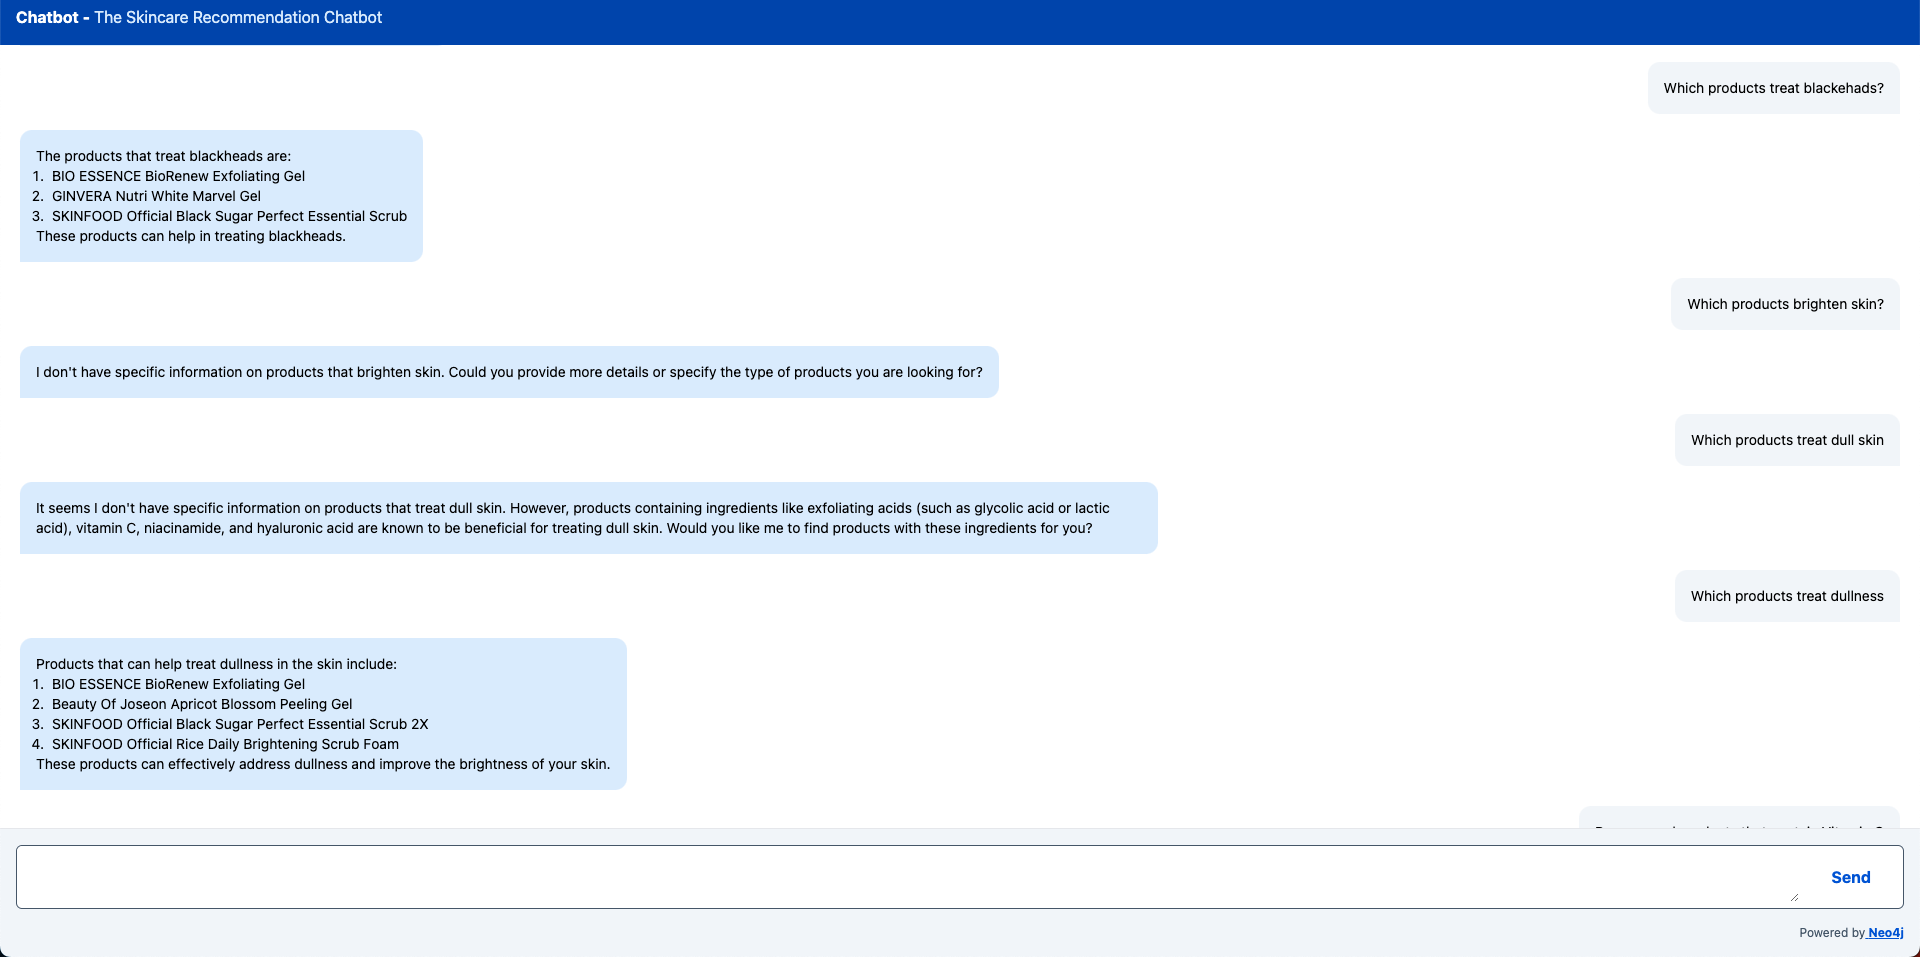 Chatbot - The Skincare Recommendation Chatbot
Which products treat blackehads?
The products that treat blackheads are:
1. BIO ESSENCE BioRenew Exfoliating Gel
2. GINVERA Nutri White Marvel Gel
3. SKINFOOD Official Black Sugar Perfect Essential Scrub
These products can help in treating blackheads.
Which products brighten skin?
I don't have specific information on products that brighten skin. Could you provide more details or specify the type of products you are looking for?
Which products treat dull skin
It seems I don't have specific information on products that treat dull skin. However, products containing ingredients like exfoliating acids (such as glycolic acid or lactic
acid), vitamin C, niacinamide, and hyaluronic acid are known to be beneficial for treating dull skin. Would you like me to find products with these ingredients for you?
Which products treat dullness
Products that can help treat dullness in the skin include:
1. BIO ESSENCE BioRenew Exfoliating Gel
2. Beauty Of Joseon Apricot Blossom Peeling Gel
3. SKINFOOD Official Black Sugar Perfect Essential Scrub 2X
4. SKINFOOD Official Rice Daily Brightening Scrub Foam
These products can effectively address dullness and improve the brightness of your skin.
Send
Powered by Neo4j